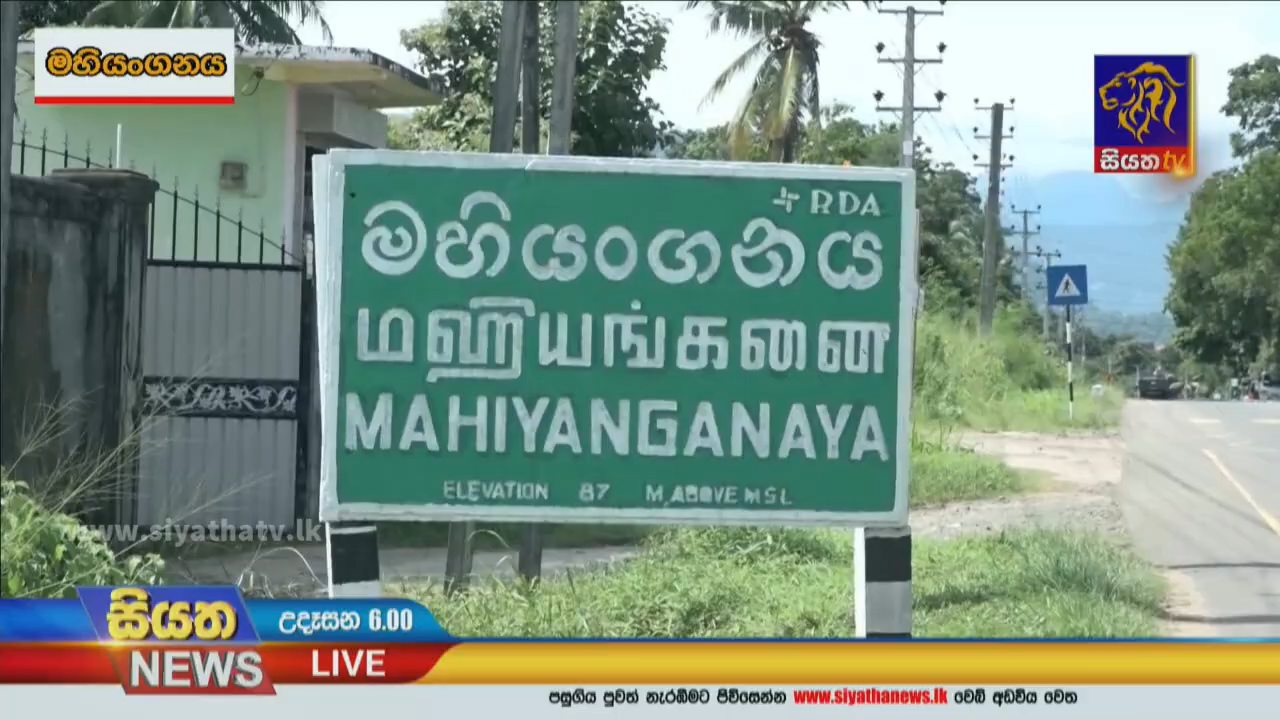 මහියංගනය
සියත tv
RDA
මහියංගනය
மஹியங்கனை
MAHIYANGANAYA
ELEVATION 87 M.ABOVE MSL
www.siyathatv.lk
සියත
NEWS
උදෑසන 6.00
LIVE
පසුගිය පුවත් නැරඹීමට පිවිසෙන්න www.siyathanews.lk වෙබ් අඩවිය වෙත